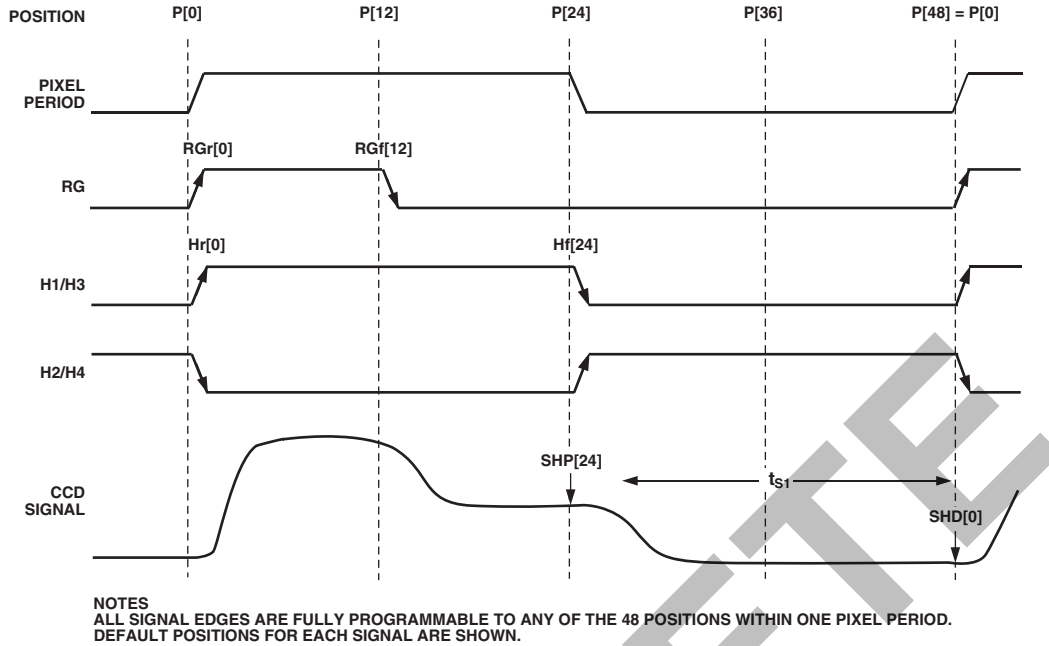 POSITION P[0] P[12] P[24] P[36] P[48] = P[0]
PIXEL
PERIOD
RGr[0] RGf[12]
RG
Hr[0] Hf[24]
H1/H3
H2/H4
CCD
SIGNAL
SHP[24]
tS1
SHD[0]
NOTES
ALL SIGNAL EDGES ARE FULLY PROGRAMMABLE TO ANY OF THE 48 POSITIONS WITHIN ONE PIXEL PERIOD.
DEFAULT POSITIONS FOR EACH SIGNAL ARE SHOWN.
ETE